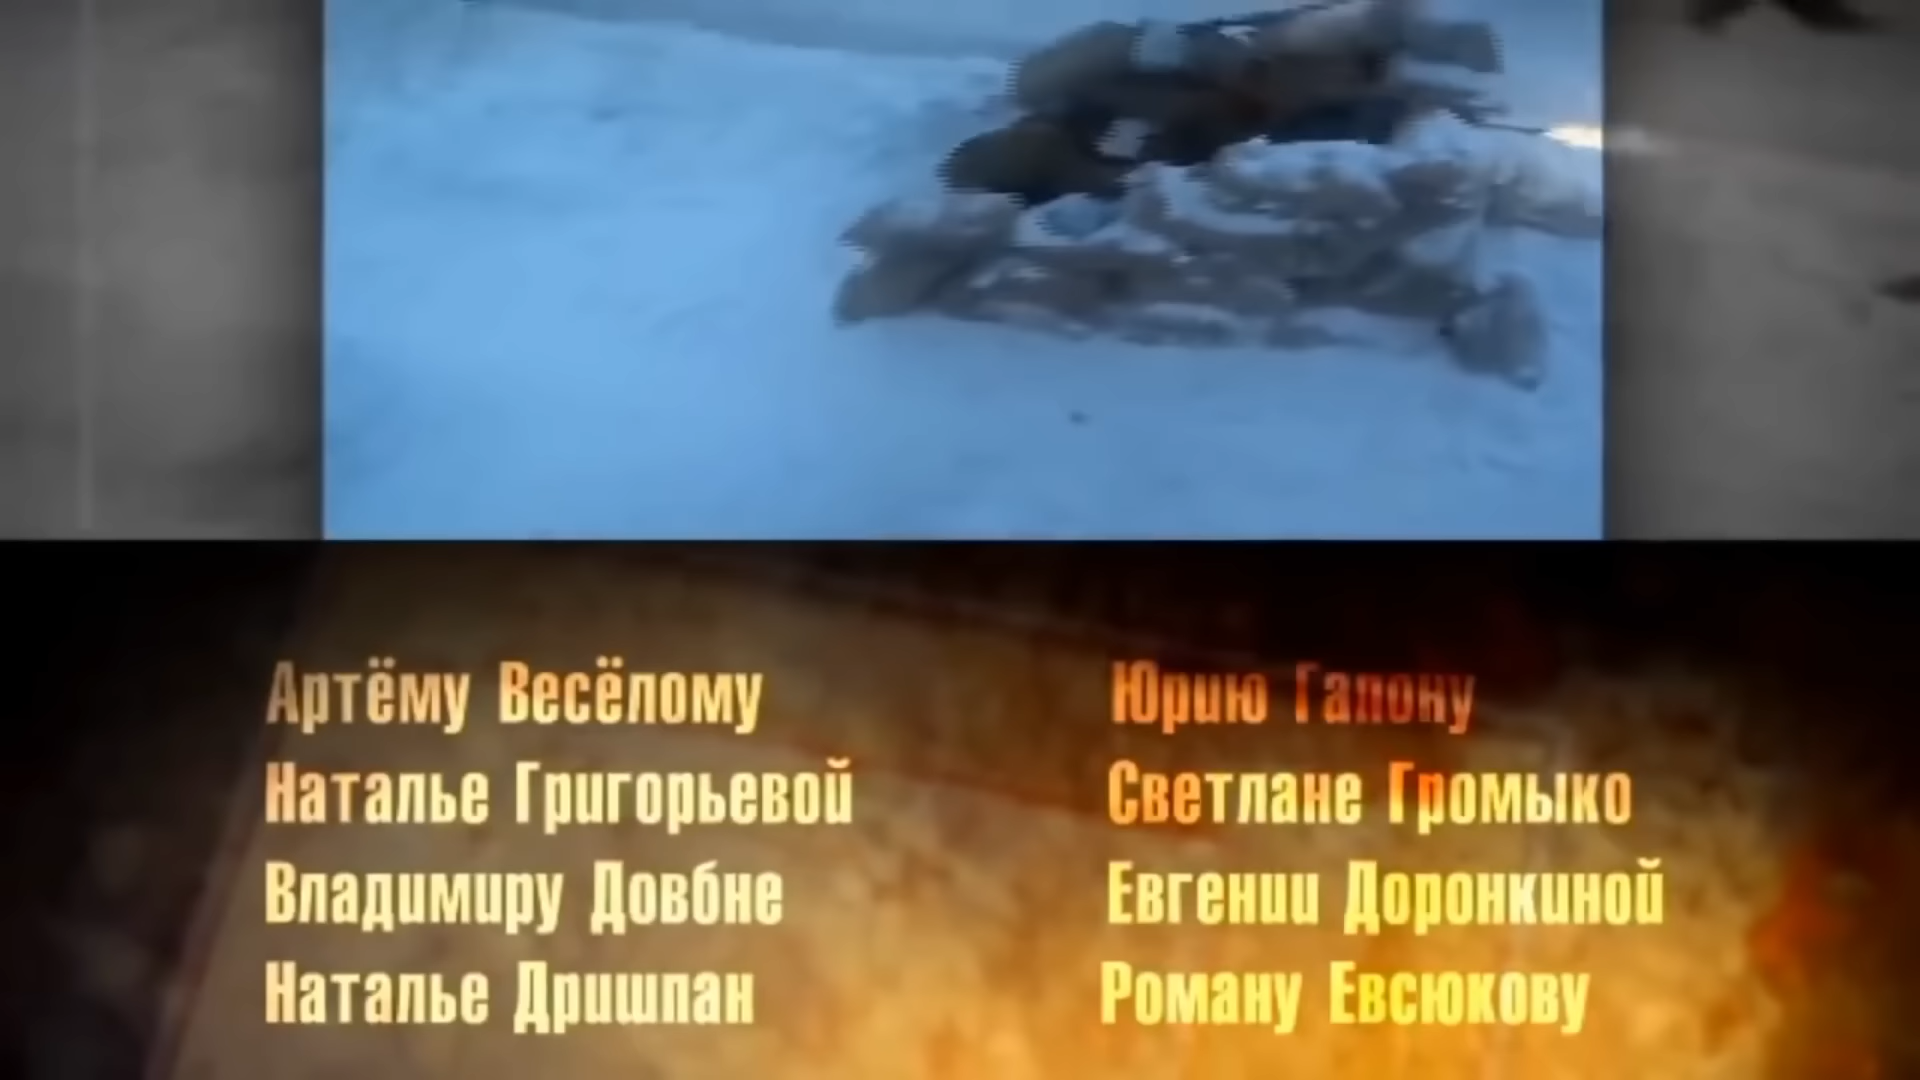 Артёму Весёлому
Юрию Гапону
Наталье Григорьевой
Светлане Громыко
Владимиру Довбне
Евгении Доронкиной
Наталье Дришпан
Роману Евсюкову